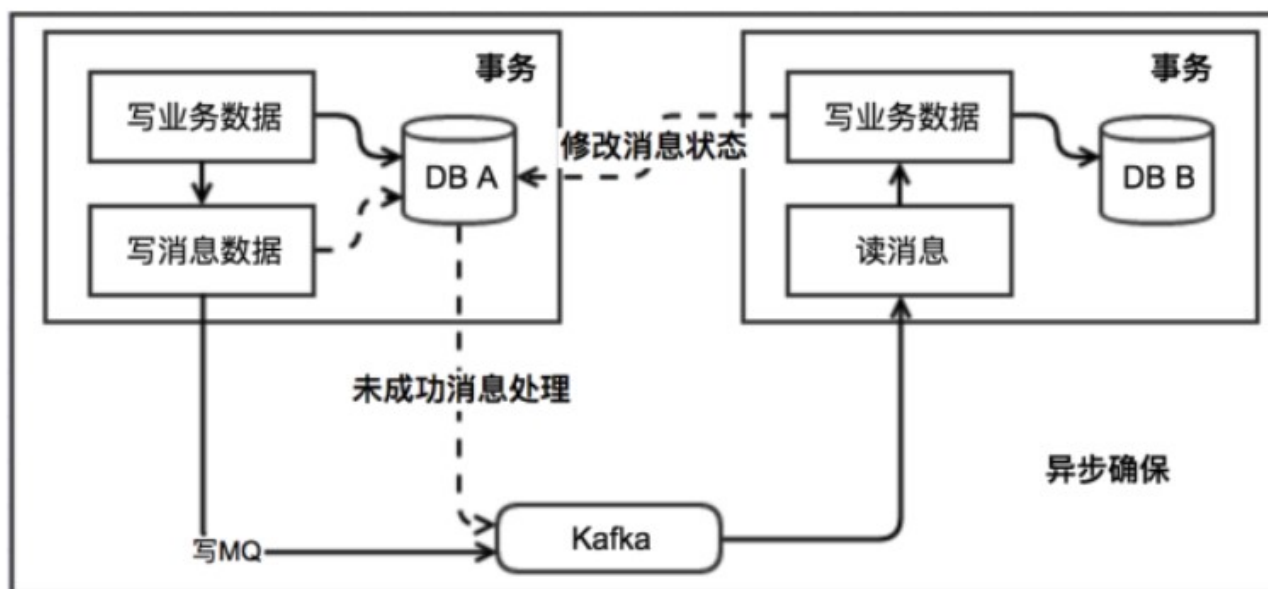 事务
写业务数据
DB A
写消息数据
修改消息状态
事务
写业务数据
DB B
读消息
未成功消息处理
异步确保
写MQ
Kafka